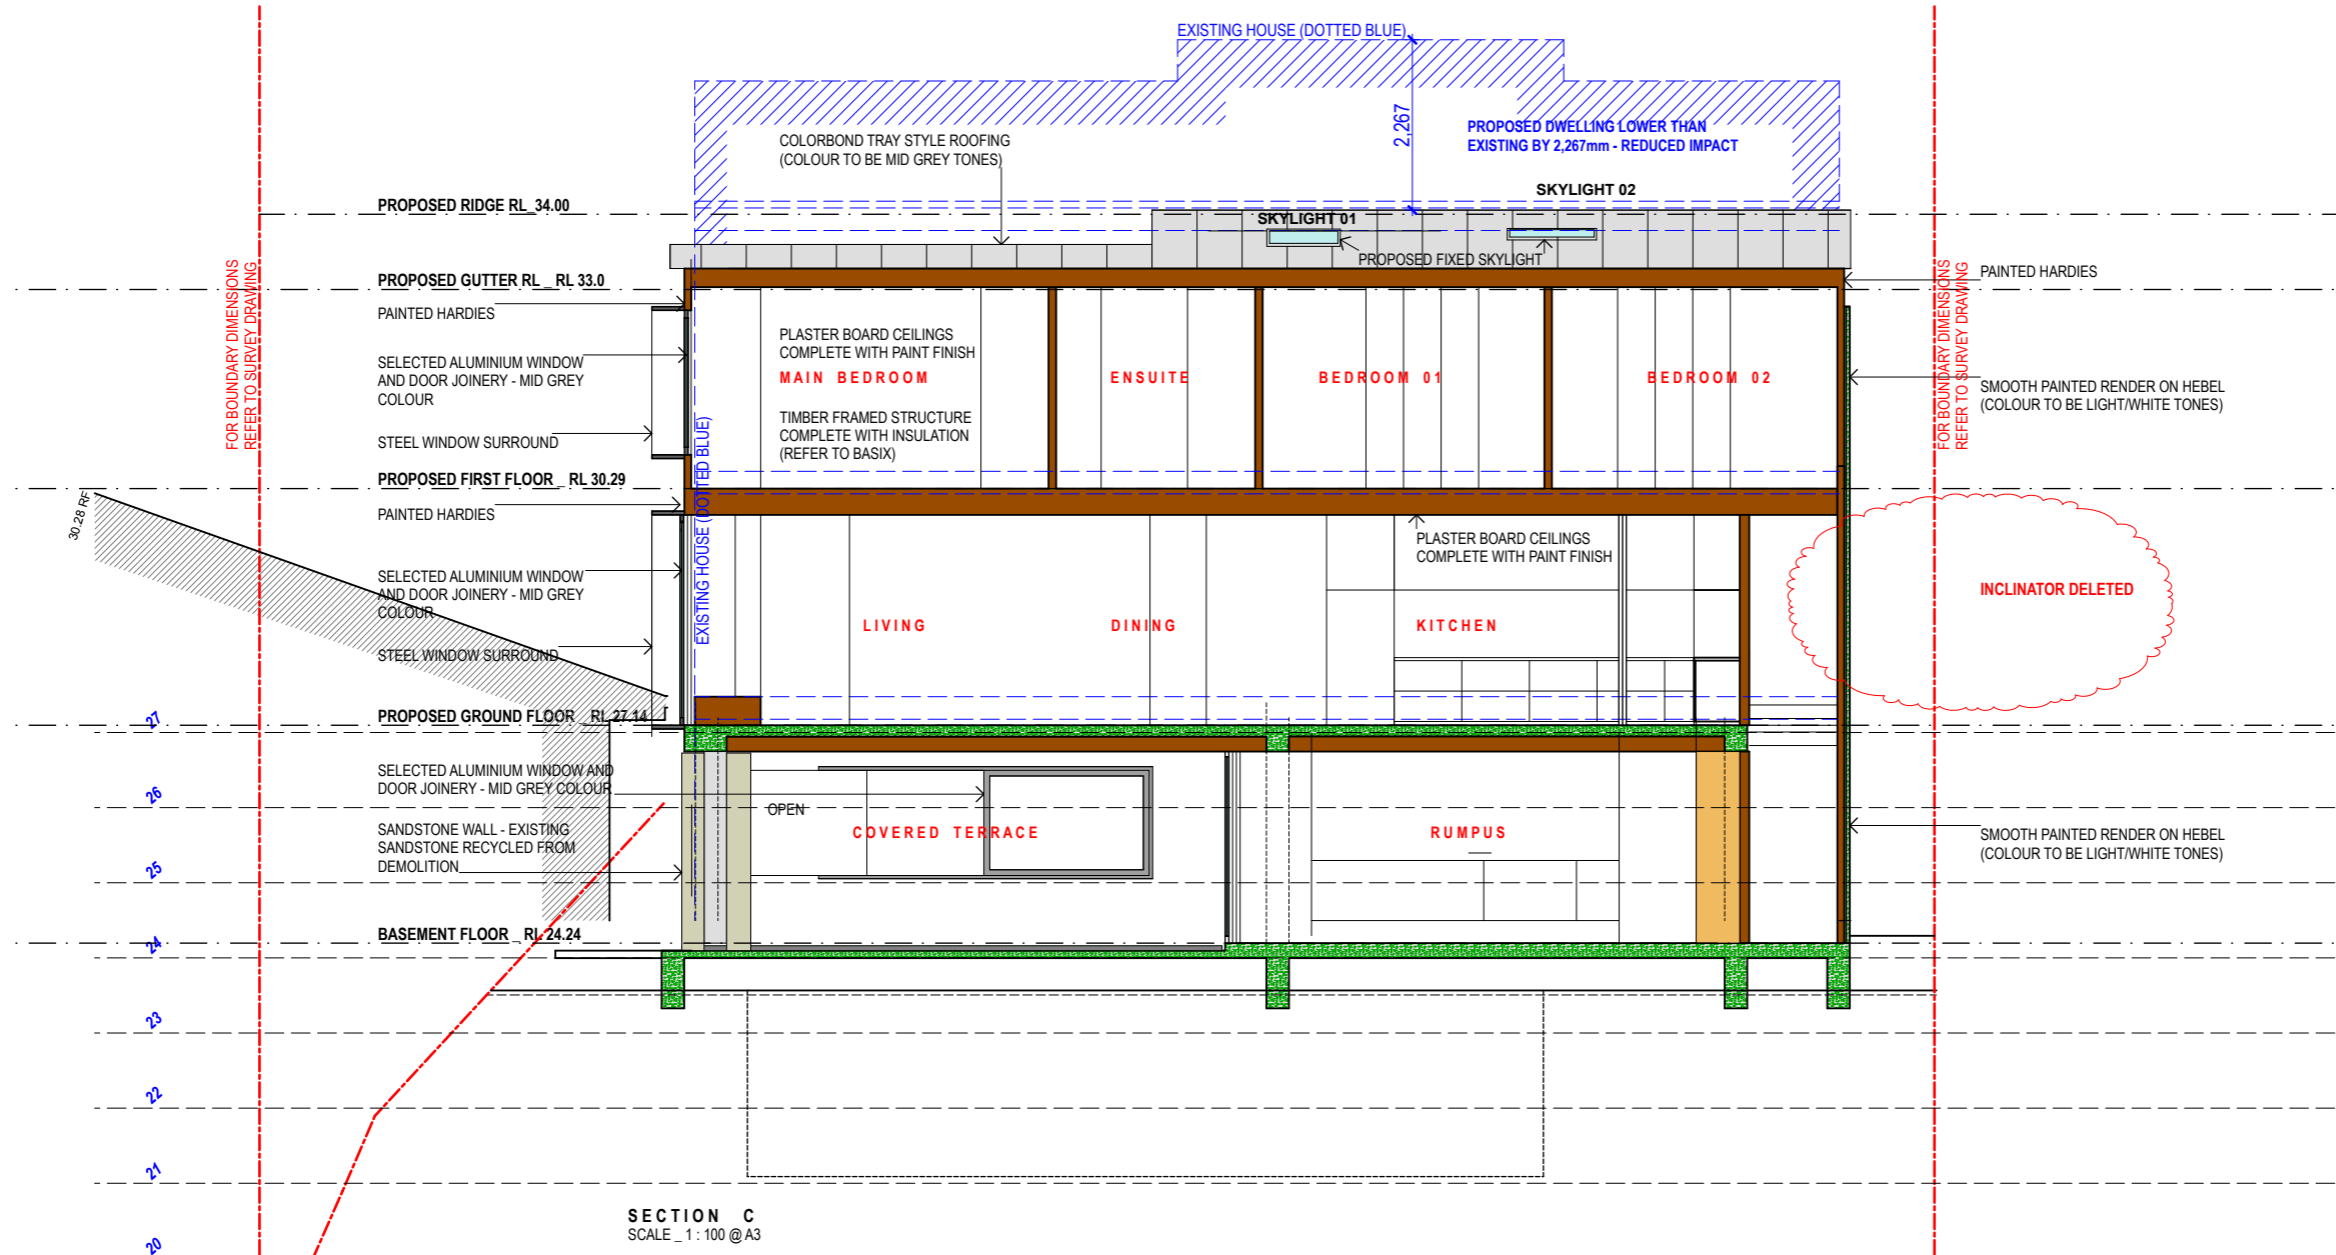 EXISTING HOUSE (DOTTED BLUE)
2,267
PROPOSED DWELLING LOWER THAN
EXISTING BY 2,267mm - REDUCED IMPACT
COLORBOND TRAY STYLE ROOFING
(COLOUR TO BE MID GREY TONES)
SKYLIGHT 02
PROPOSED RIDGE RL_34.00
SKYLIGHT 01
PROPOSED FIXED SKYLIGHT
FOR BOUNDARY DIMENSIONS
REFER TO SURVEY DRAWING
PROPOSED GUTTER RL _ RL 33.0
PAINTED HARDIES
FOR BOUNDARY DIMENSIONS
REFER TO SURVEY DRAWING
PAINTED HARDIES
PLASTER BOARD CEILINGS
COMPLETE WITH PAINT FINISH
SELECTED ALUMINIUM WINDOW
AND DOOR JOINERY - MID GREY
COLOUR
MAIN BEDROOM
ENSUITE
BEDROOM 01
BEDROOM 02
SMOOTH PAINTED RENDER ON HEBEL
(COLOUR TO BE LIGHT/WHITE TONES)
TIMBER FRAMED STRUCTURE
COMPLETE WITH INSULATION
(REFER TO BASIX)
STEEL WINDOW SURROUND
EXISTING HOUSE (DOTTED BLUE)
PROPOSED FIRST FLOOR _ RL 30.29
30.28 RF
PAINTED HARDIES
PLASTER BOARD CEILINGS
COMPLETE WITH PAINT FINISH
SELECTED ALUMINIUM WINDOW
AND DOOR JOINERY - MID GREY
COLOUR
INCLINATOR DELETED
LIVING
DINING
KITCHEN
STEEL WINDOW SURROUND
27
PROPOSED GROUND FLOOR _ RL 27.14
SELECTED ALUMINIUM WINDOW AND
DOOR JOINERY - MID GREY COLOUR
26
OPEN
COVERED TERRACE
RUMPUS
SANDSTONE WALL - EXISTING
SANDSTONE RECYCLED FROM
DEMOLITION
SMOOTH PAINTED RENDER ON HEBEL
(COLOUR TO BE LIGHT/WHITE TONES)
25
BASEMENT FLOOR _ RL 24.24
24
23
22
21
20
SECTION C
SCALE _ 1 : 100 @ A3